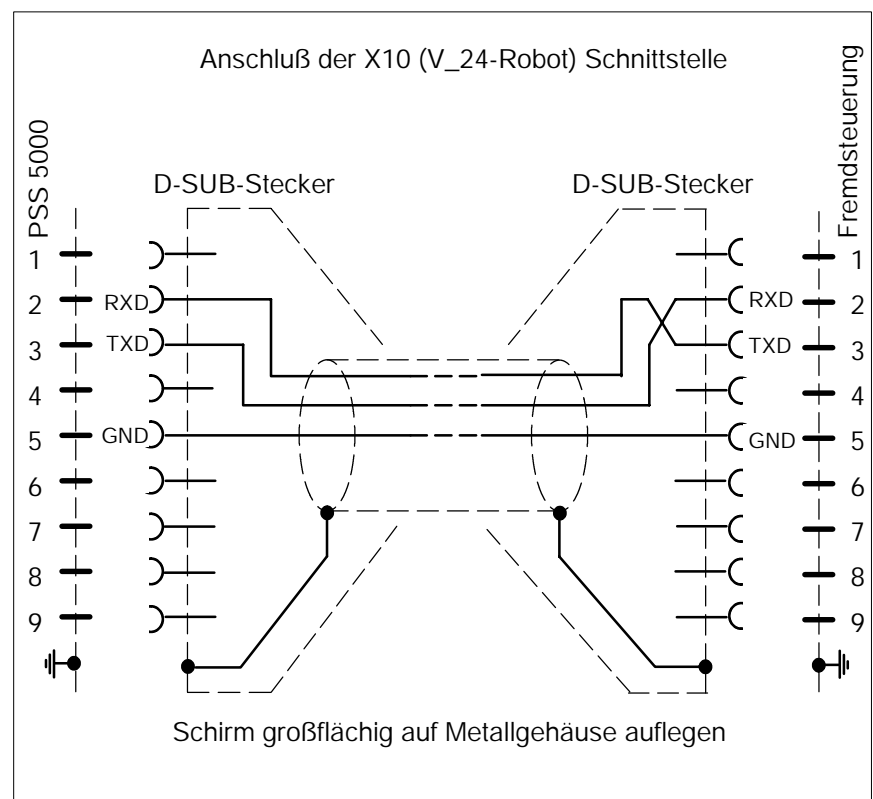 Anschluß der X10 (V_24-Robot) Schnittstelle
PSS 5000
Fremdsteuerung
D-SUB-Stecker
D-SUB-Stecker
1
1
2 RXD
RXD 2
3 TXD
TXD 3
4
4
5 GND
GND 5
6
6
7
7
8
8
9
9
Schirm großflächig auf Metallgehäuse auflegen